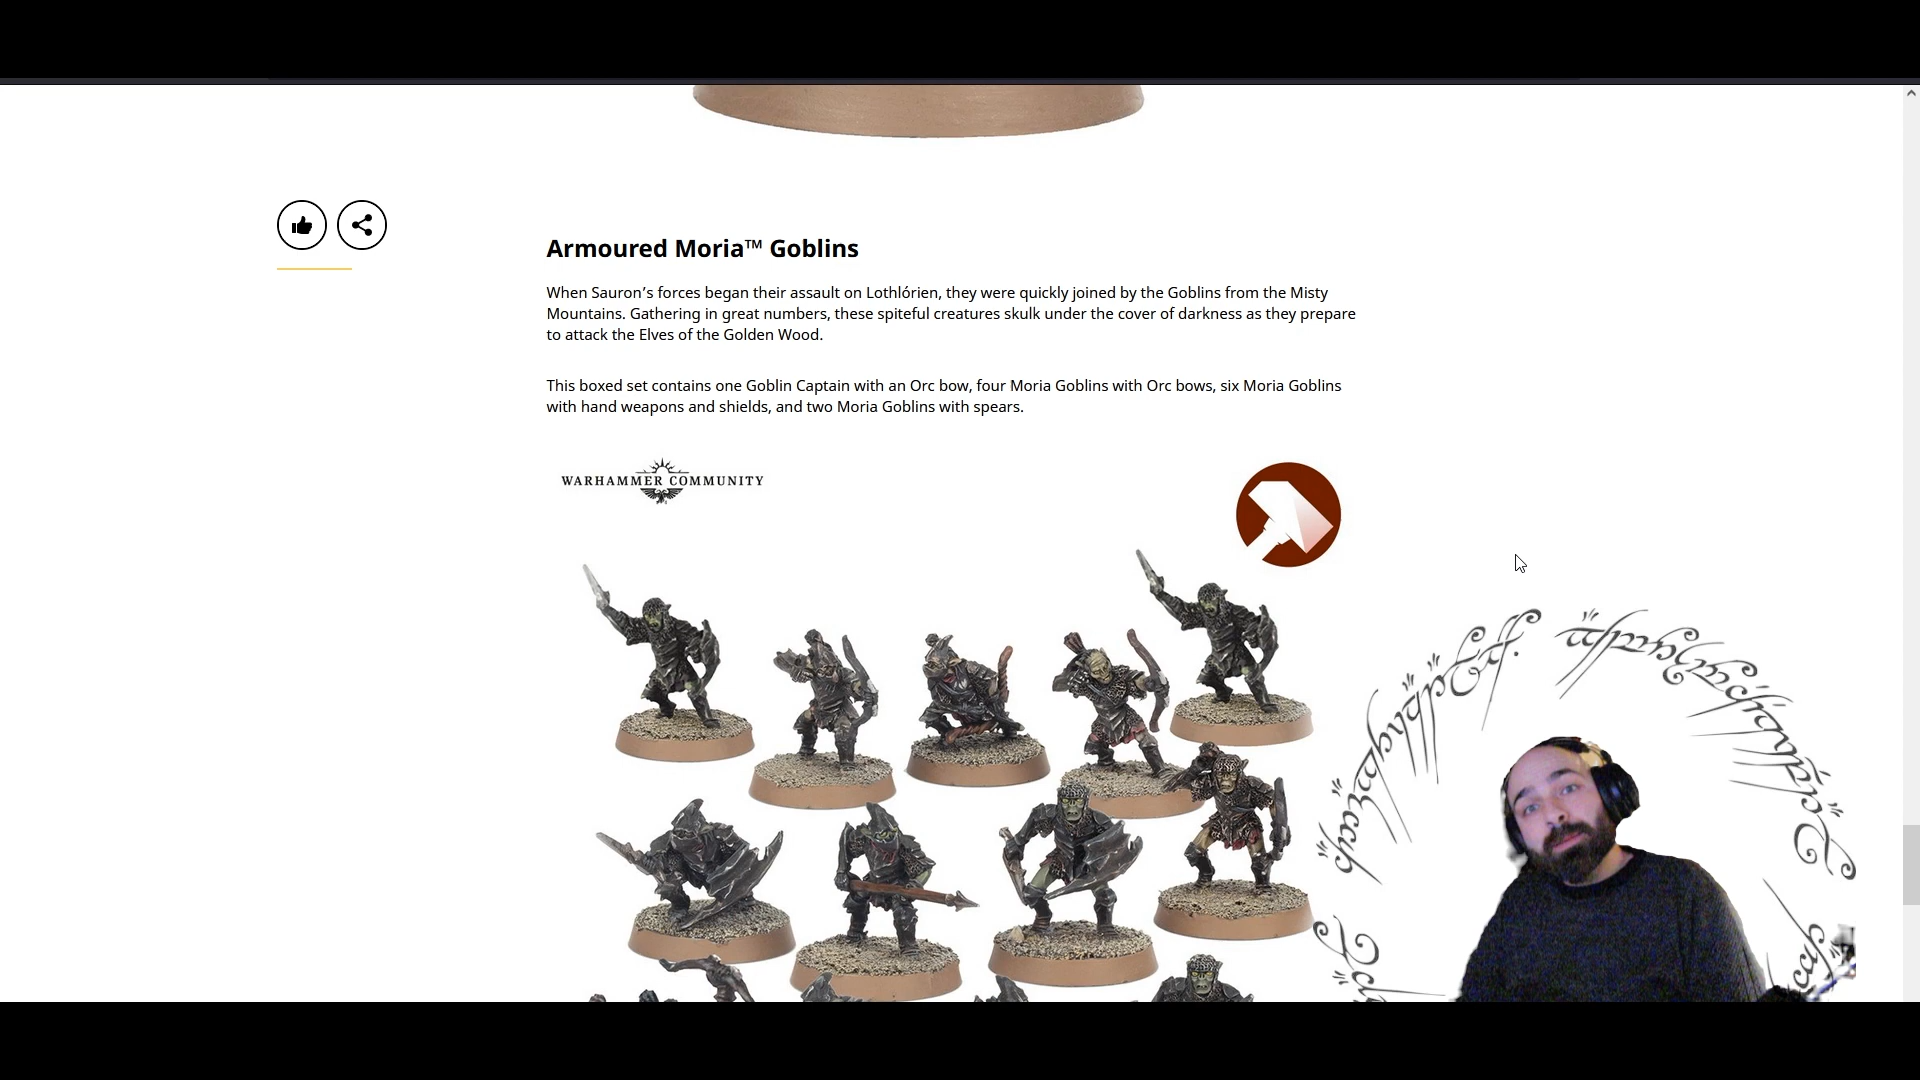 Armoured Moria™ Goblins
When Sauron’s forces began their assault on Lothlórien, they were quickly joined by the Goblins from the Misty
Mountains. Gathering in great numbers, these spiteful creatures skulk under the cover of darkness as they prepare
to attack the Elves of the Golden Wood.
This boxed set contains one Goblin Captain with an Orc bow, four Moria Goblins with Orc bows, six Moria Goblins
with hand weapons and shields, and two Moria Goblins with spears.
WARHAMMER COMMUNITY